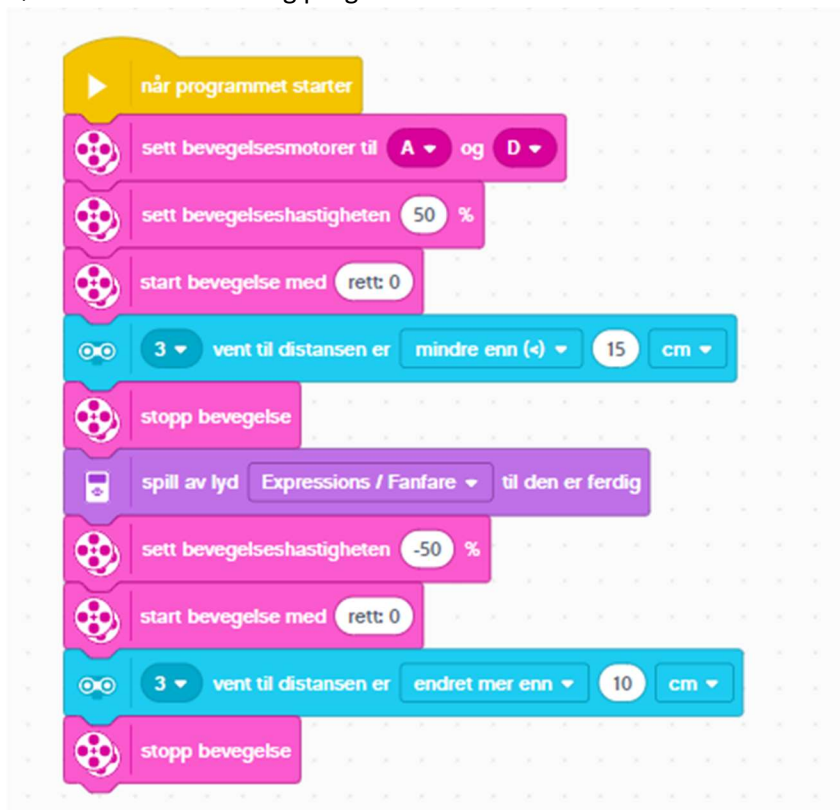 når programmet starter
sett bevegelsesmotorer til A og D
sett bevegelseshastigheten 50 %
start bevegelse med rett: 0
3 vent til distansen er mindre enn (<) 15 cm
stopp bevegelse
spill av lyd Expressions / Fanfare til den er ferdig
sett bevegelseshastigheten -50 %
start bevegelse med rett: 0
3 vent til distansen er endret mer enn 10 cm
stopp bevegelse